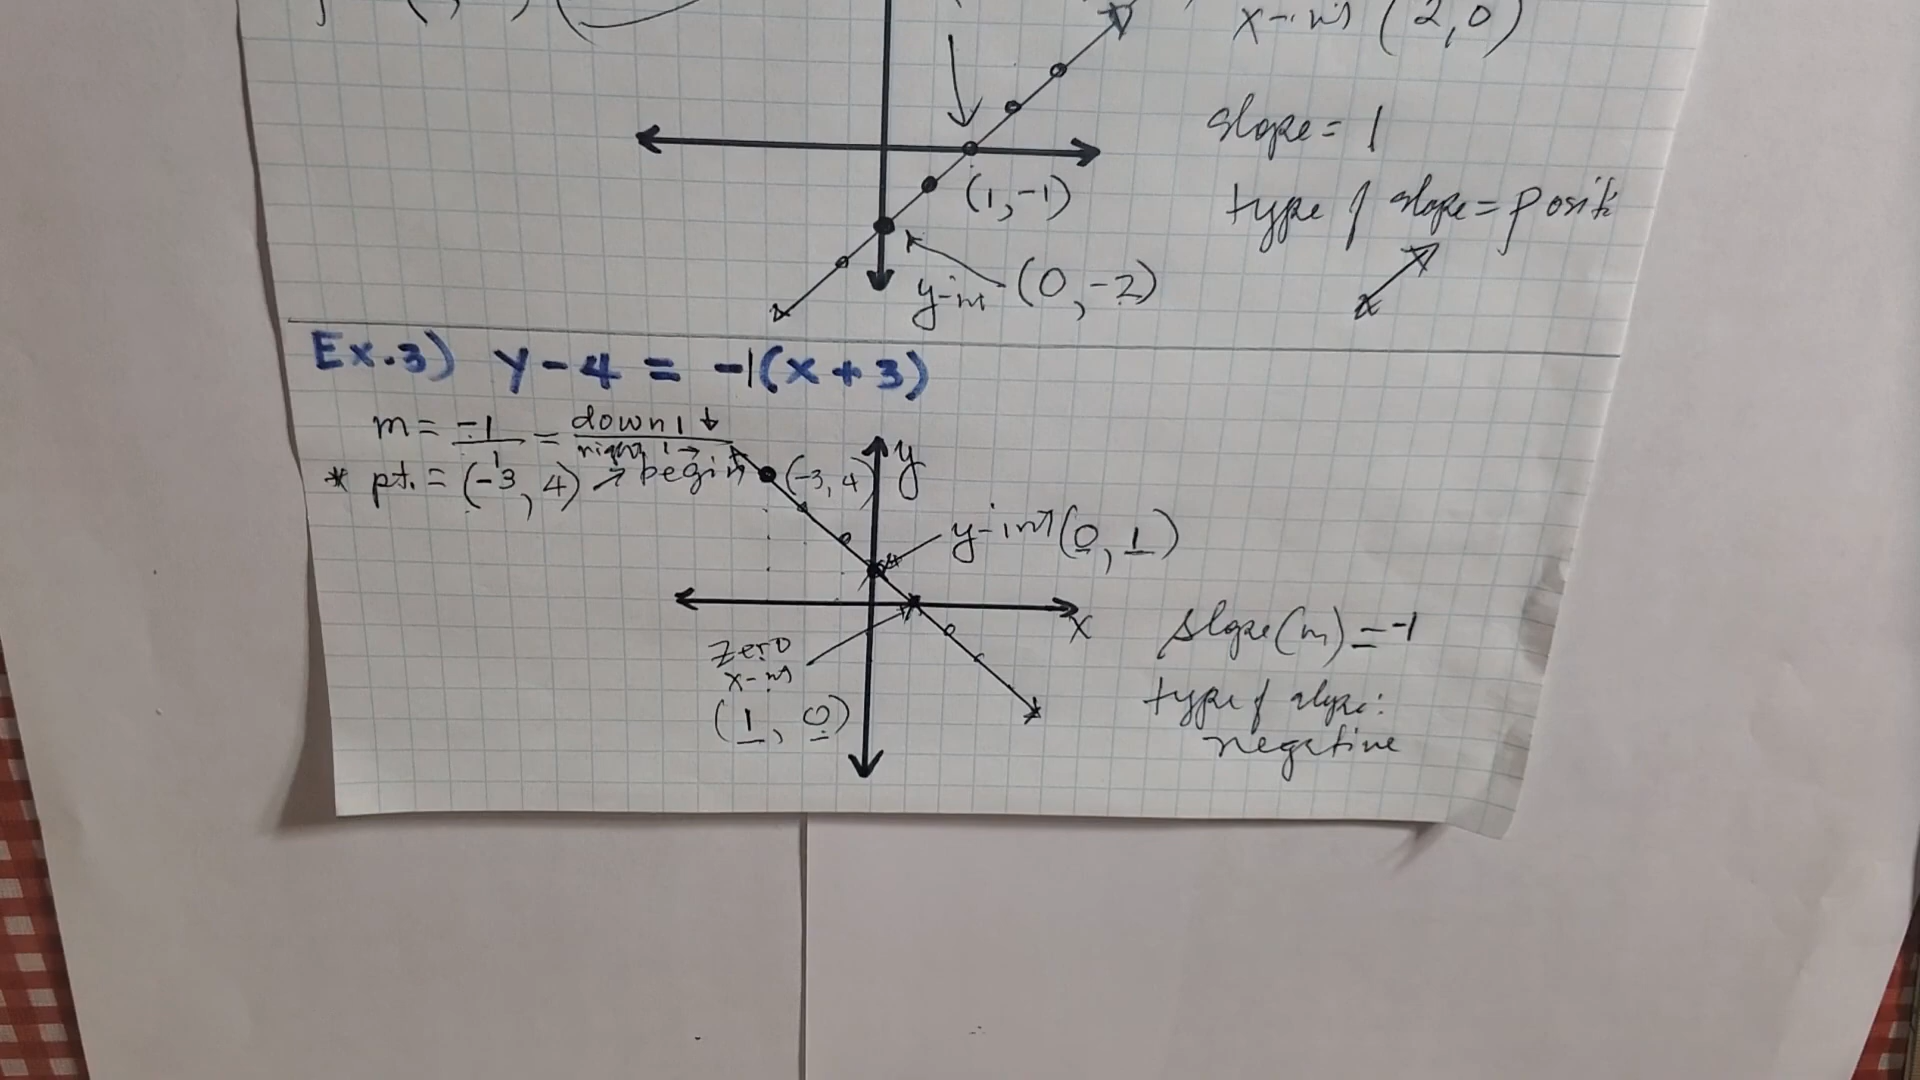 x-int (2,0)
slope = 1
(1,-1)
type of slope = positi
y-int (0,-2)
Ex.3) y-4 = -1(x+3)
m = -1/1 = down 1 ↓ / right 1 →
* pt. = (-3, 4) → begin
(-3, 4)
y
y-int (0, 1)
x
zero
x-int
(1, 0)
slope (m) = -1
type of slope:
negative